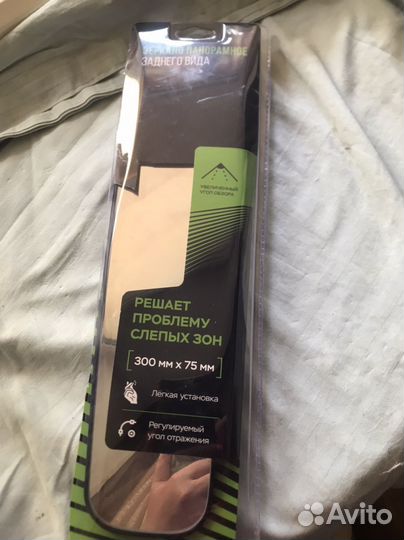 ЗЕРКАЛО ПАНОРАМНОЕ
ЗАДНЕГО ВИДА
УВЕЛИЧЕННЫЙ
УГОЛ ОБЗОРА
РЕШАЕТ
ПРОБЛЕМУ
СЛЕПЫХ ЗОН
300 ММ X 75 ММ
Лёгкая установка
Регулируемый
угол отражения
Avito